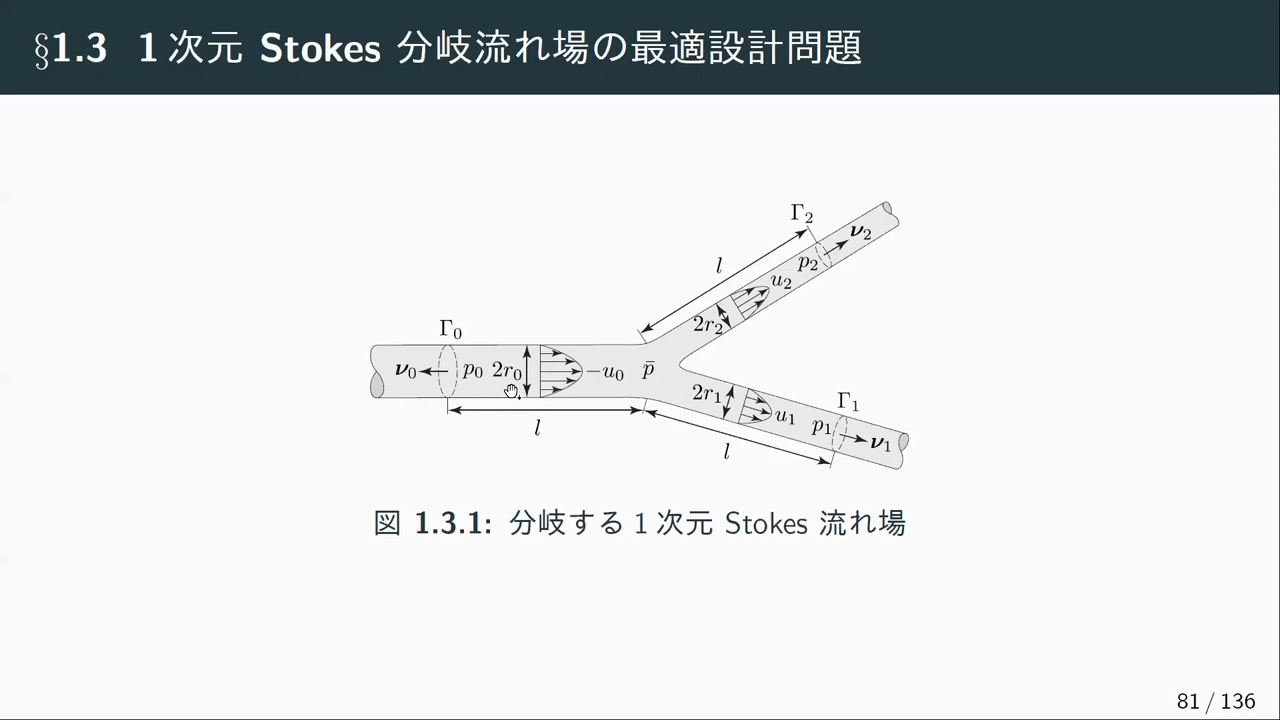 §1.3 1 次元 Stokes 分岐流れ場の最適設計問題
Γ₂
ν₂
p₂
l
u₂
2r₂
Γ₀
ν₀ p₀ 2r₀ −u₀ p̄
2r₁
Γ₁
u₁ p₁ ν₁
l
l
図 1.3.1: 分岐する 1 次元 Stokes 流れ場
81 / 136